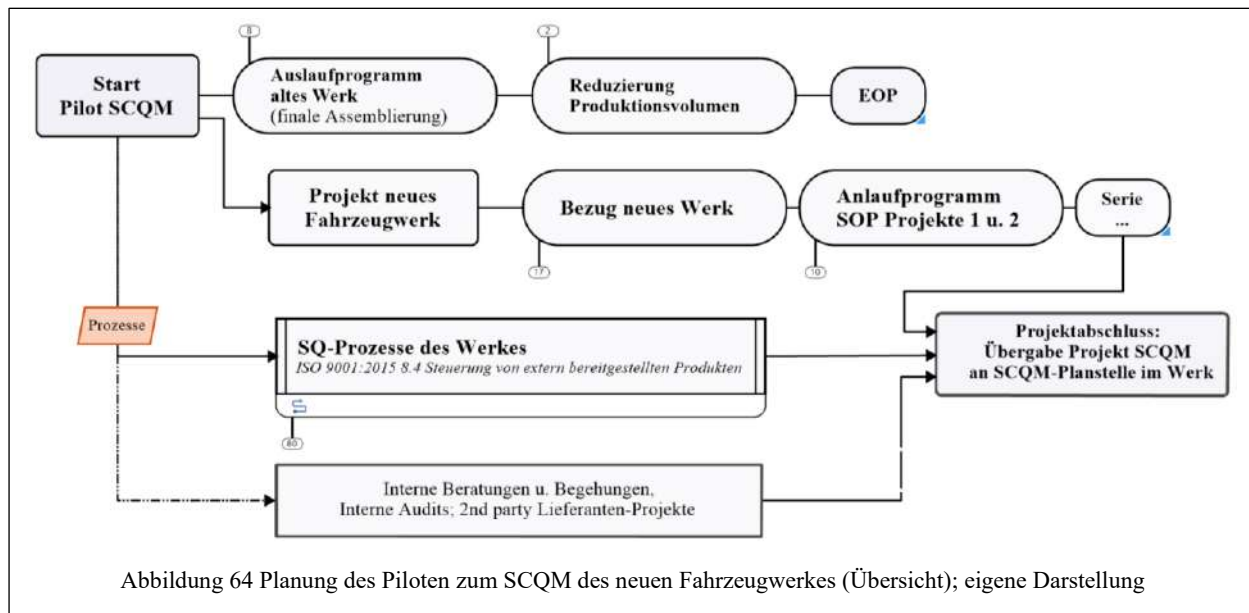 8
2
Start
Pilot SCQM
Auslaufprogramm
altes Werk
(finale Assemblierung)
Reduzierung
Produktionsvolumen
EOP
Projekt neues
Fahrzeugwerk
Bezug neues Werk
Anlaufprogramm
SOP Projekte 1 u. 2
Serie
...
17
10
Prozesse
SQ-Prozesse des Werkes
ISO 9001:2015 8.4 Steuerung von extern bereitgestellten Produkten
80
Projektabschluss:
Übergabe Projekt SCQM
an SCQM-Planstelle im Werk
Interne Beratungen u. Begehungen,
Interne Audits; 2nd party Lieferanten-Projekte
Abbildung 64 Planung des Piloten zum SCQM des neuen Fahrzeugwerkes (Übersicht); eigene Darstellung